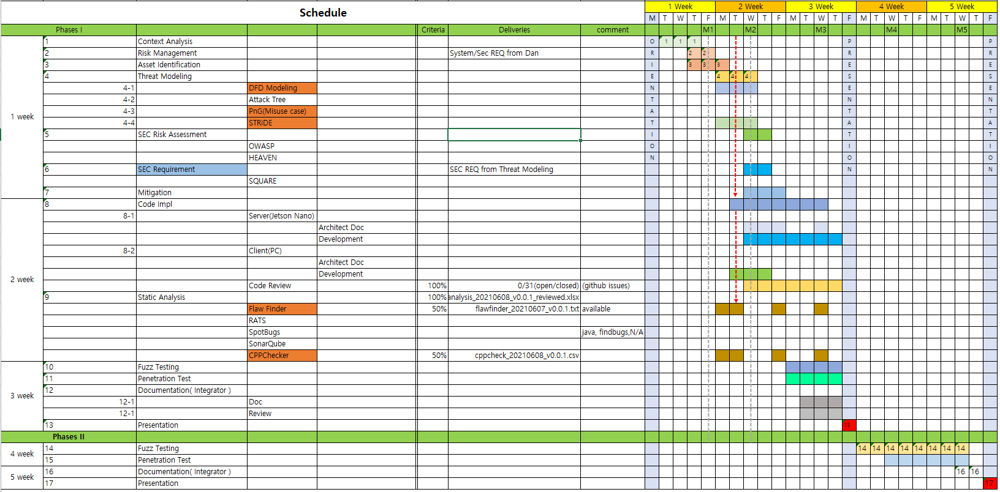 Schedule 1 Week 2 Week 3 Week 4 Week 5 Week
M T W T F M T W T F M T W T F M T W T F M T W T F
Phases I Criteria Deliveries comment M1 M2 M3 M4 M5
1 week
1 Context Analysis O 1 1 1 P P
2 Risk Management System/Sec REQ from Dan R 2 2 R R
3 Asset Identification I 3 3 3 E E
4 Threat Modeling E 4 4 4 S S
4-1 DFD Modeling N E E
4-2 Attack Tree T N N
4-3 PnG(Misuse case) A T T
4-4 STRIDE T A A
5 SEC Risk Assessment I T T
OWASP O I I
HEAVEN N O O
6 SEC Requirement SEC REQ from Threat Modeling N N
SQUARE
7 Mitigation
2 week
8 Code Impl
8-1 Server(Jetson Nano)
Architect Doc
Development
8-2 Client(PC)
Architect Doc
Development
Code Review 100% 0/31(open/closed) (github issues)
9 Static Analysis 100% analysis_20210608_v0.0.1_reviewed.xlsx
Flaw Finder 50% flawfinder_20210607_v0.0.1.txt available
RATS
SpotBugs java, findbugs,N/A
SonarQube
CPPChecker 50% cppcheck_20210608_v0.0.1.csv
3 week
10 Fuzz Testing
11 Penetration Test
12 Documentation( Integrator )
12-1 Doc
12-1 Review
13 Presentation 13
Phases II
4 week
14 Fuzz Testing 14 14 14 14 14 14 14 14
15 Penetration Test
5 week
16 Documentation( Integrator ) 16 16
17 Presentation 17